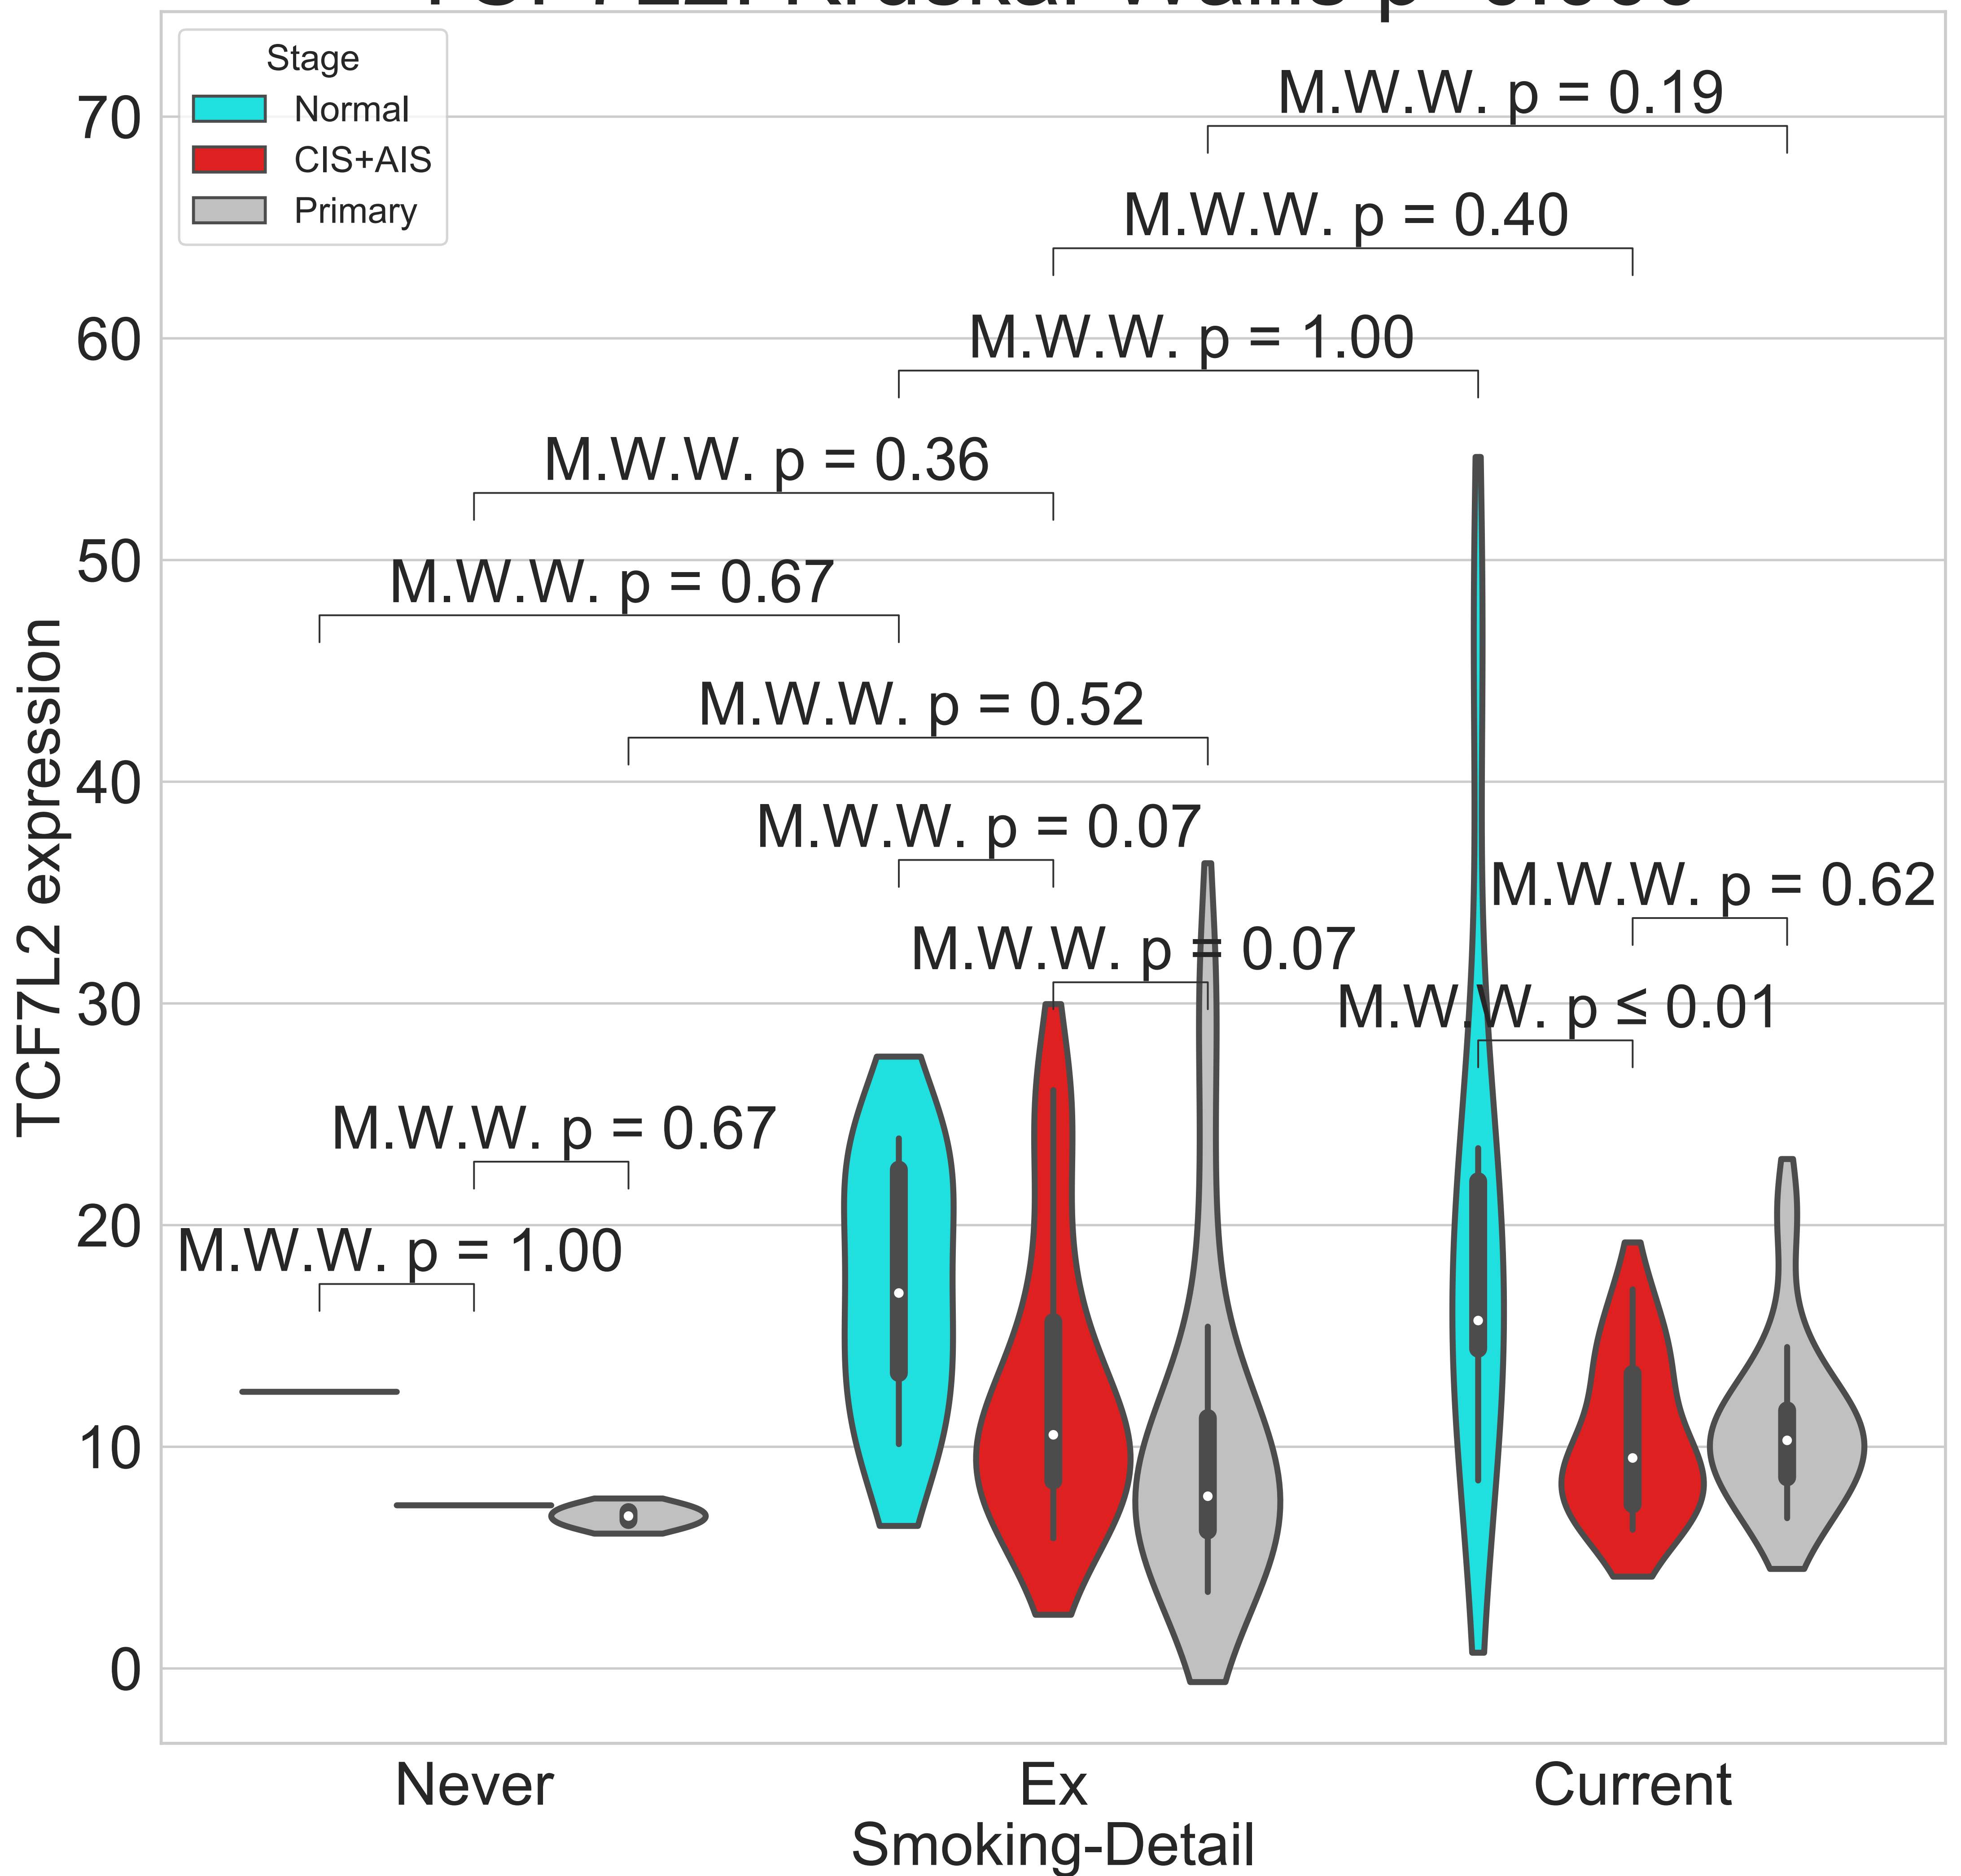 Stage
Normal
CIS+AIS
Primary
M.W.W. p = 0.19
70
M.W.W. p = 0.40
M.W.W. p = 1.00
60
M.W.W. p = 0.36
M.W.W. p = 0.67
50
M.W.W. p = 0.52
40
M.W.W. p = 0.07
M.W.W. p = 0.62
M.W.W. p = 0.07
30
M.W.W. p ≤ 0.01
M.W.W. p = 0.67
20
M.W.W. p = 1.00
10
0
TCF7L2 expression
Never
Ex
Current
Smoking-Detail